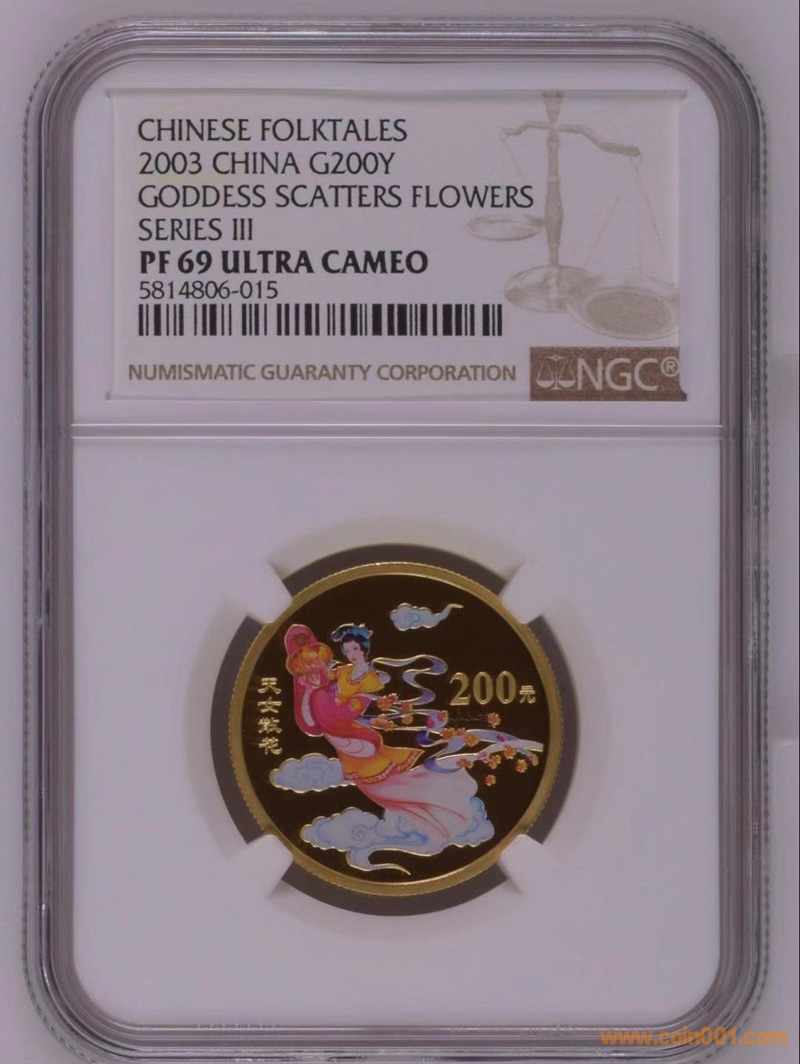 CHINESE FOLKTALES
2003 CHINA G200Y
GODDESS SCATTERS FLOWERS
SERIES III
PF 69 ULTRA CAMEO
5814806-015
NUMISMATIC GUARANTY CORPORATION
NGC®
200元
天女散花
www.coin001.com